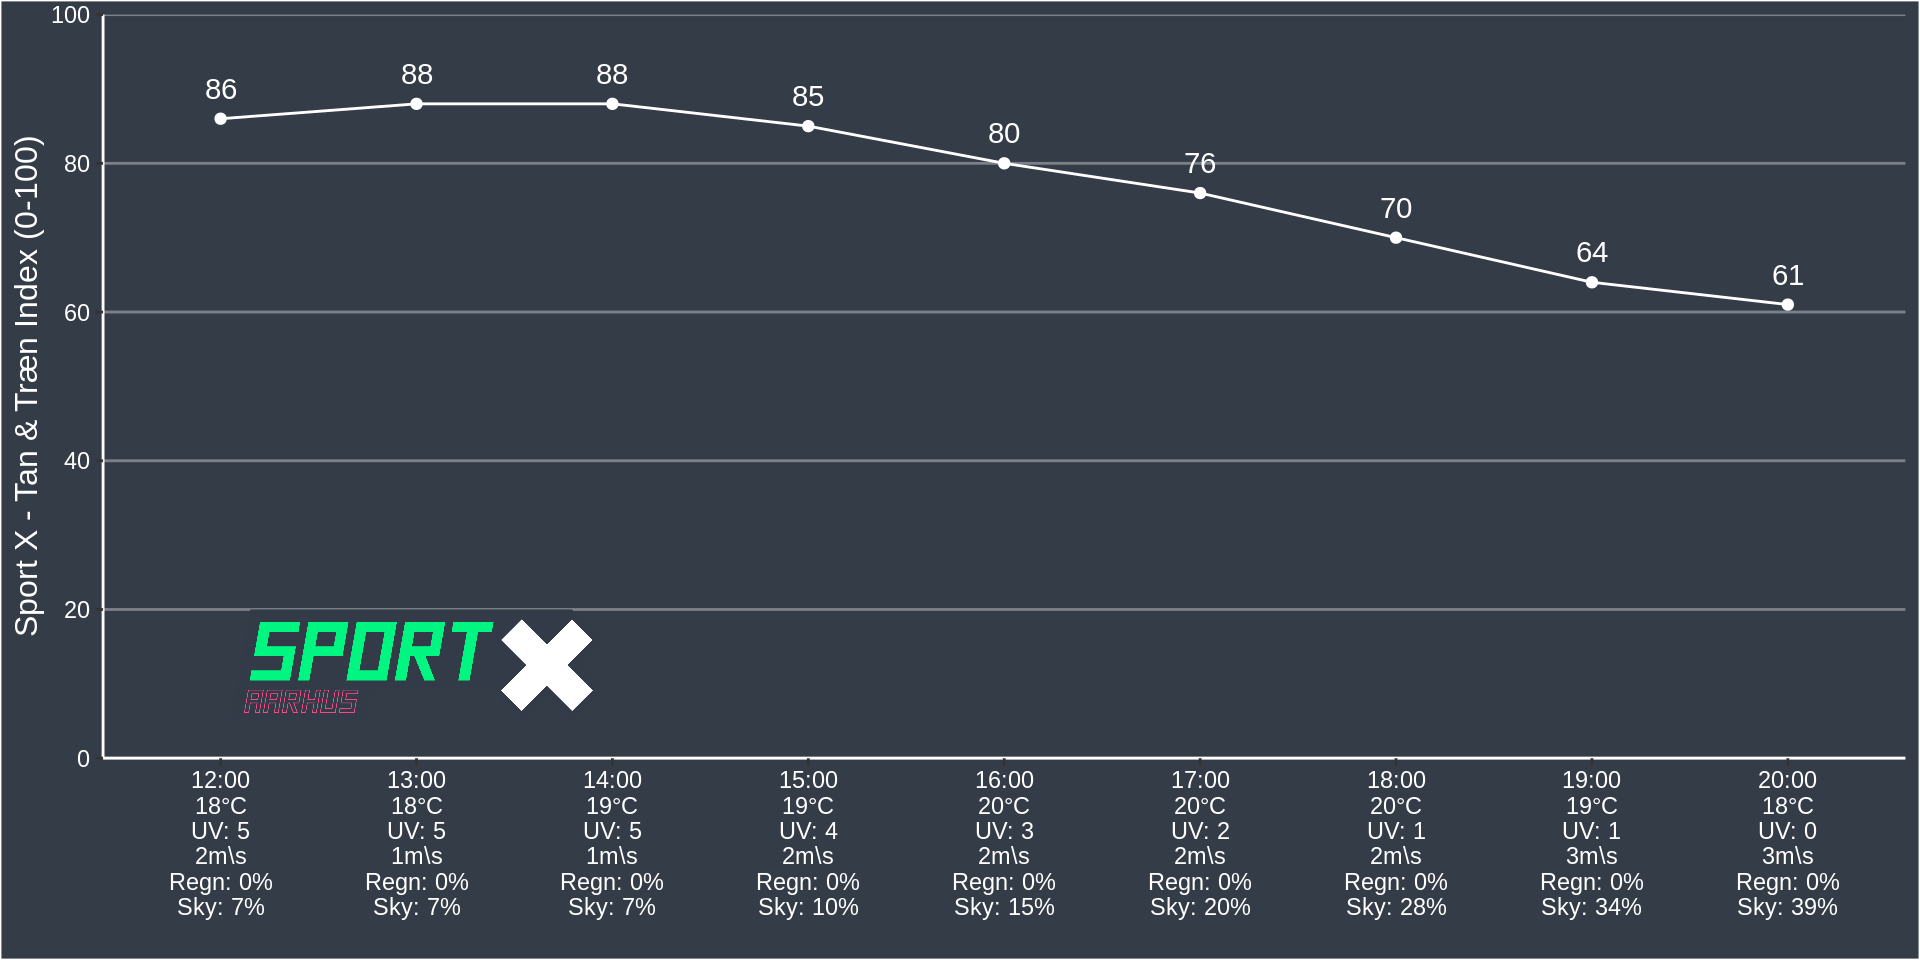 Sport X - Tan & Træn Index (0-100)
100
80
60
40
20
0
86
88
88
85
80
76
70
64
61
SPORT X
AARHUS
12:00 13:00 14:00 15:00 16:00 17:00 18:00 19:00 20:00
18°C 18°C 19°C 19°C 20°C 20°C 20°C 19°C 18°C
UV: 5 UV: 5 UV: 5 UV: 4 UV: 3 UV: 2 UV: 1 UV: 1 UV: 0
2m\s 1m\s 1m\s 2m\s 2m\s 2m\s 2m\s 3m\s 3m\s
Regn: 0% Regn: 0% Regn: 0% Regn: 0% Regn: 0% Regn: 0% Regn: 0% Regn: 0% Regn: 0%
Sky: 7% Sky: 7% Sky: 7% Sky: 10% Sky: 15% Sky: 20% Sky: 28% Sky: 34% Sky: 39%